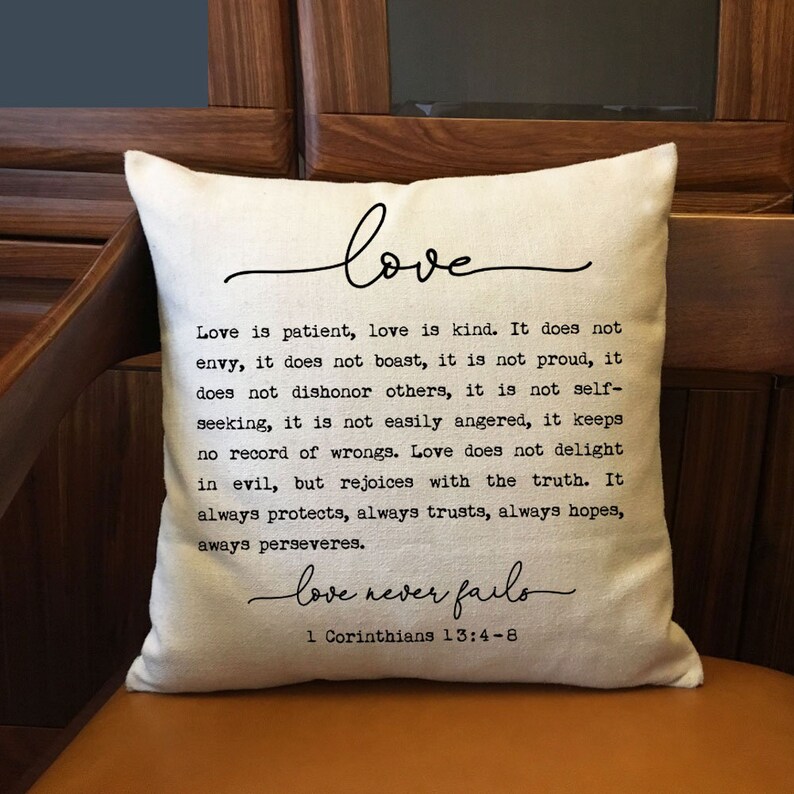 love
Love is patient, love is kind. It does not
envy, it does not boast, it is not proud, it
does not dishonor others, it is not self-
seeking, it is not easily angered, it keeps
no record of wrongs. Love does not delight
in evil, but rejoices with the truth. It
always protects, always trusts, always hopes,
aways perseveres.
love never fails
1 Corinthians 13:4-8